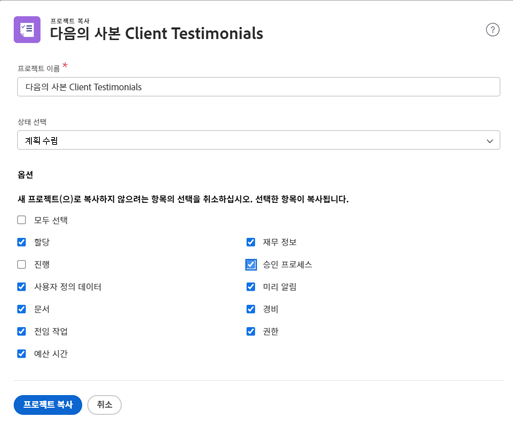 프로젝트 복사
다음의 사본 Client Testimonials
?
프로젝트 이름 *
다음의 사본 Client Testimonials
상태 선택
계획 수립
옵션
새 프로젝트(으)로 복사하지 않으려는 항목의 선택을 취소하십시오. 선택한 항목이 복사됩니다.
모두 선택
할당
재무 정보
진행
승인 프로세스
사용자 정의 데이터
미리 알림
문서
경비
전임 작업
권한
예산 시간
프로젝트 복사
취소